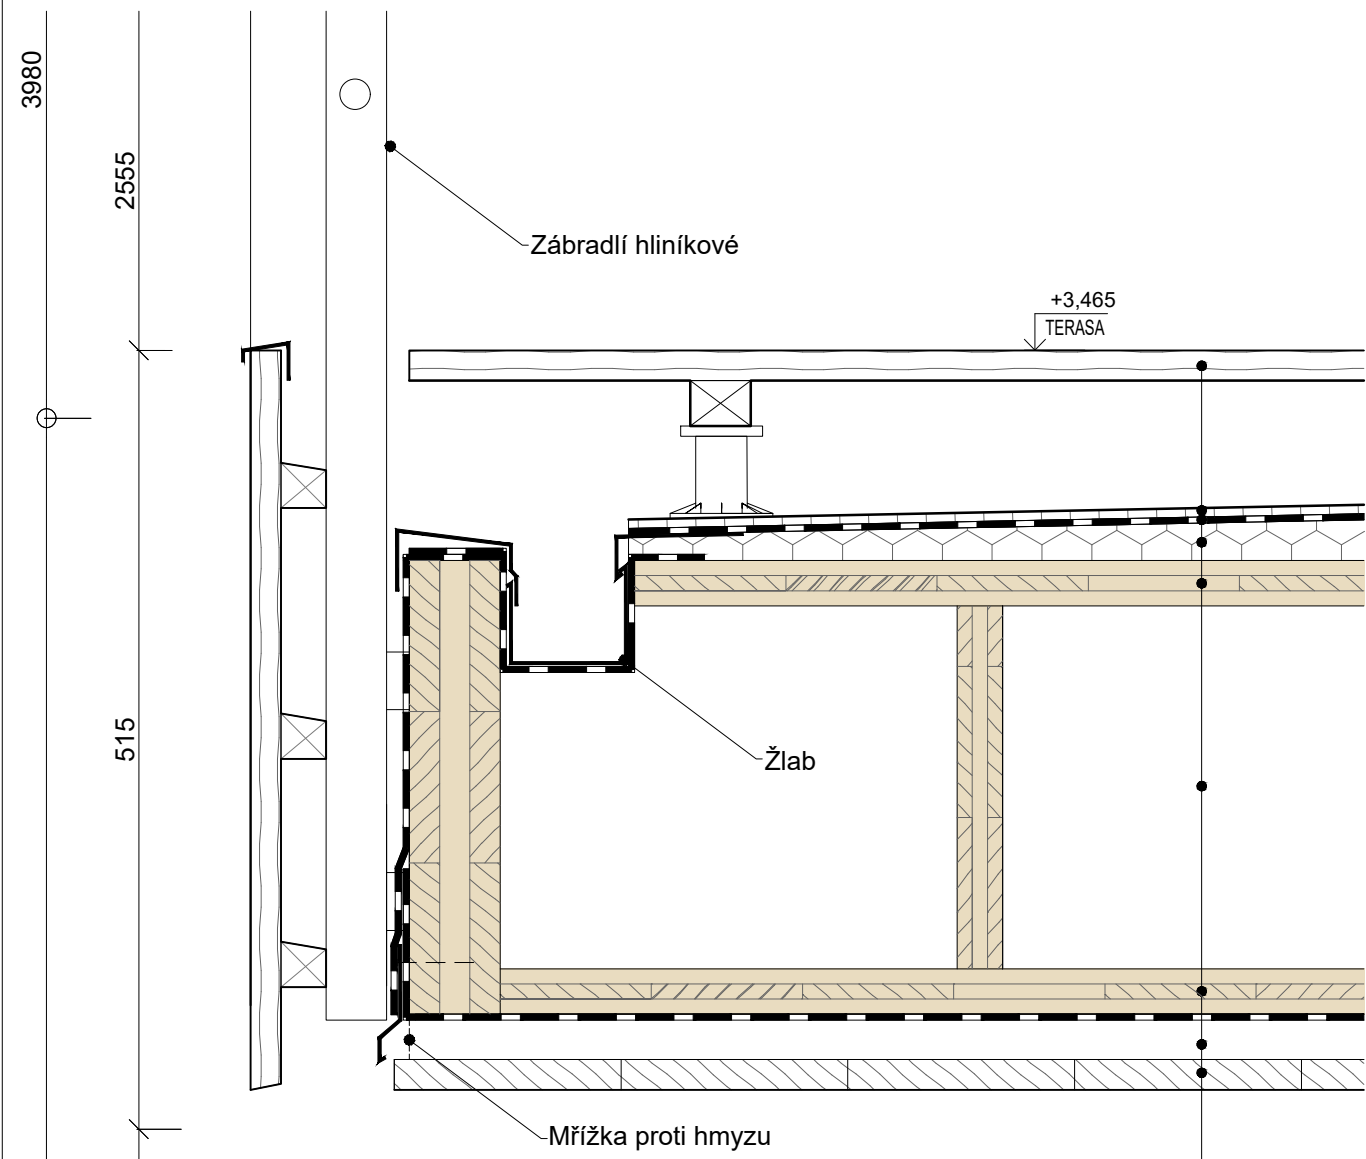 3980
2555
Zábradlí hliníkové
+3,465
TERASA
515
Žlab
Mřížka proti hmyzu